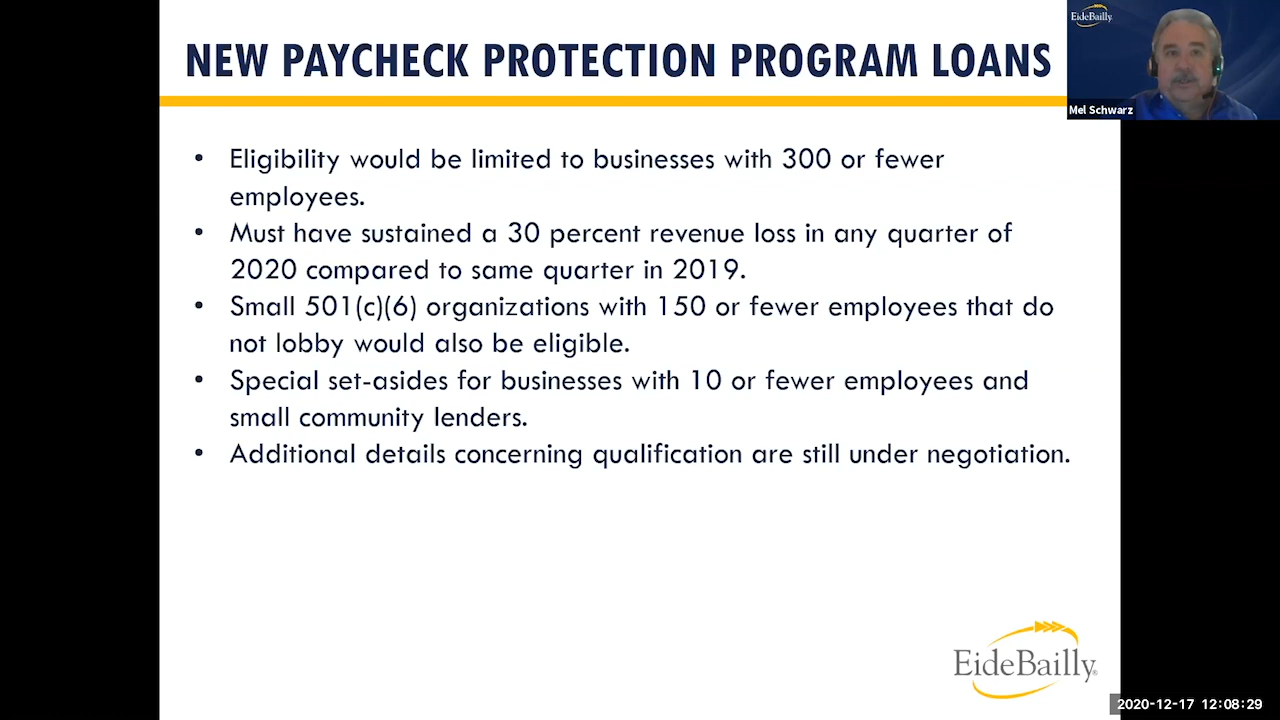 NEW PAYCHECK PROTECTION PROGRAM LOANS
EideBailly.
Mel Schwarz
• Eligibility would be limited to businesses with 300 or fewer
employees.
• Must have sustained a 30 percent revenue loss in any quarter of
2020 compared to same quarter in 2019.
• Small 501(c)(6) organizations with 150 or fewer employees that do
not lobby would also be eligible.
• Special set-asides for businesses with 10 or fewer employees and
small community lenders.
• Additional details concerning qualification are still under negotiation.
EideBailly®
2020-12-17 12:08:29